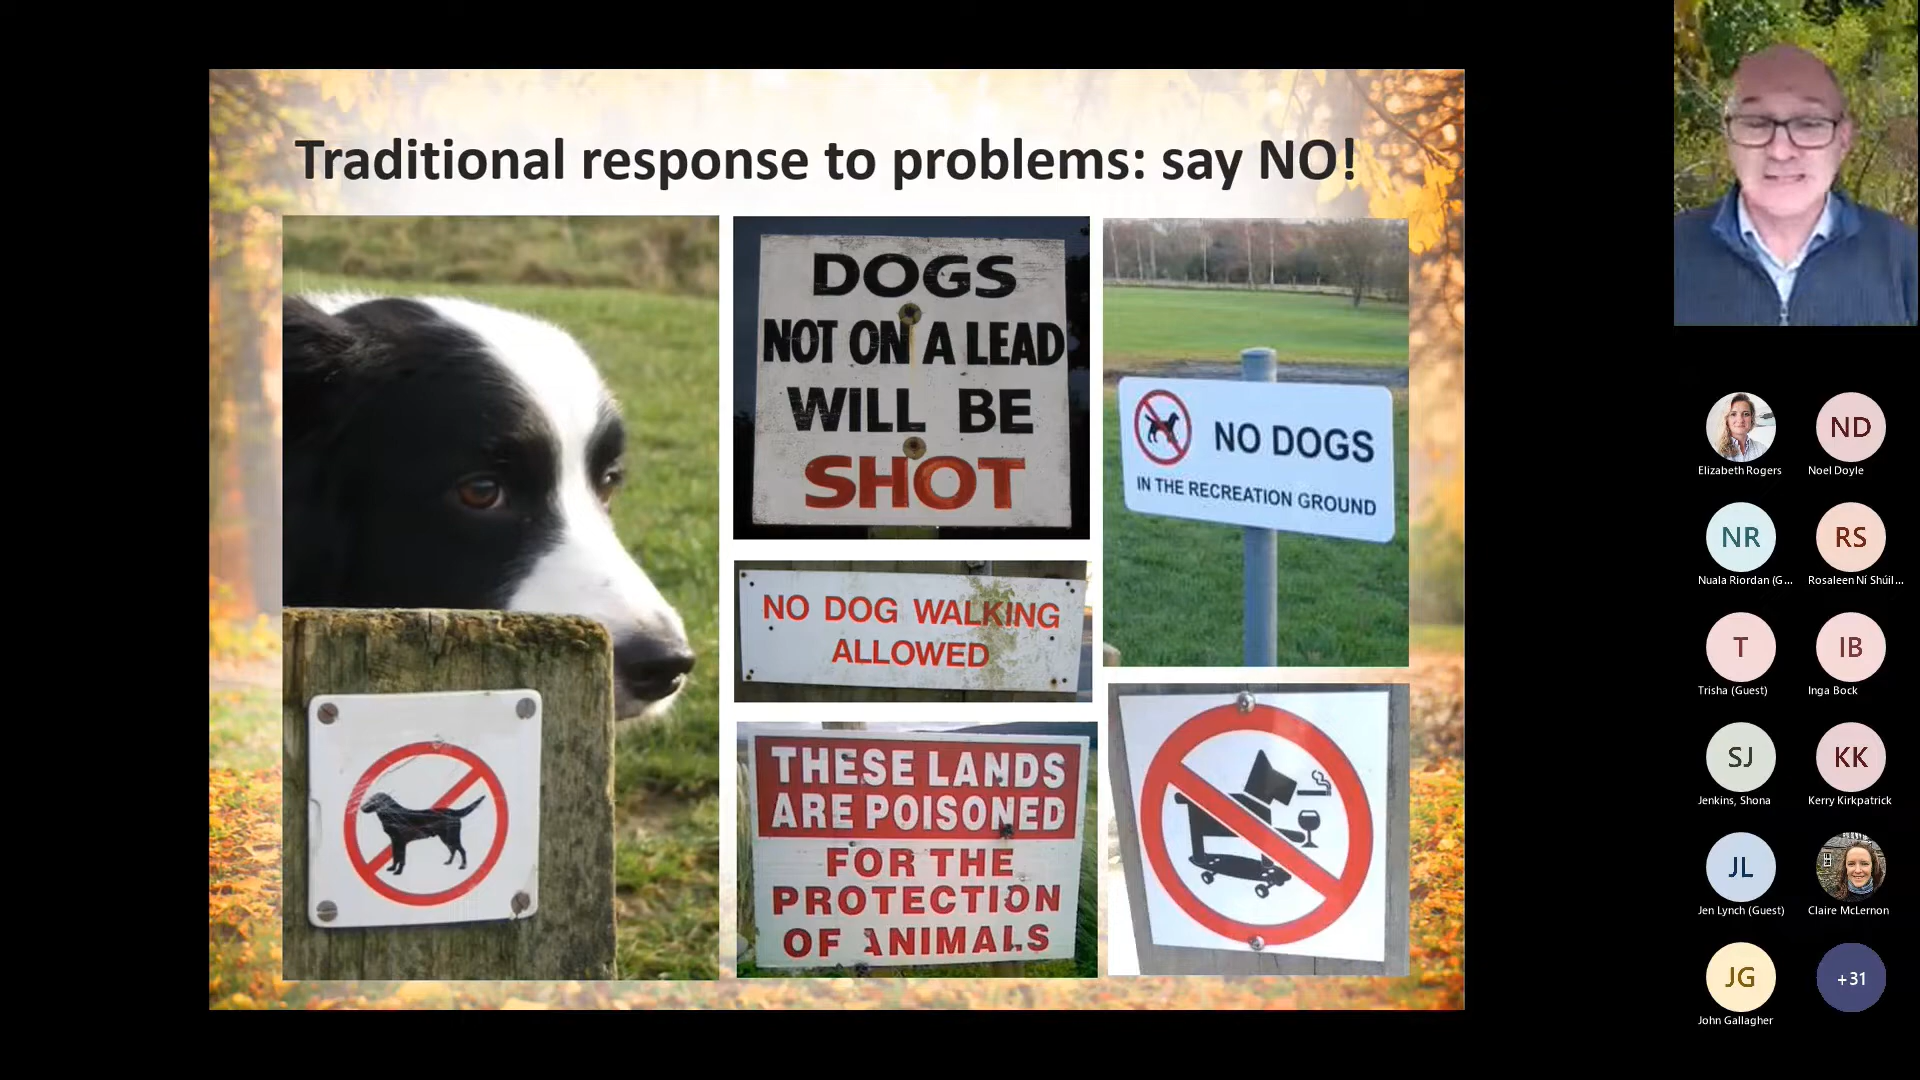 Traditional response to problems: say NO!
DOGS
NOT ON A LEAD
WILL BE
SHOT
NO DOGS
IN THE RECREATION GROUND
NO DOG WALKING
ALLOWED
THESE LANDS
ARE POISONED
FOR THE
PROTECTION
OF ANIMALS
Elizabeth Rogers
ND
Noel Doyle
NR
Nuala Riordan (G...
RS
Rosaleen Ní Shúil...
T
Trisha (Guest)
IB
Inga Bock
SJ
Jenkins, Shona
KK
Kerry Kirkpatrick
JL
Jen Lynch (Guest)
Claire McLernon
JG
John Gallagher
+31